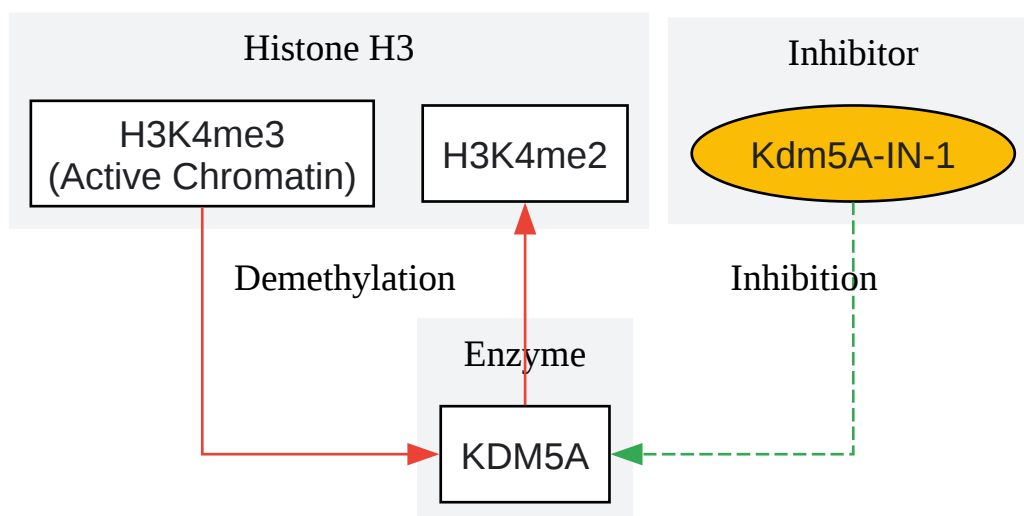 Histone H3
Inhibitor
H3K4me3
(Active Chromatin)
H3K4me2
Kdm5A-IN-1
Demethylation
Inhibition
Enzyme
KDM5A